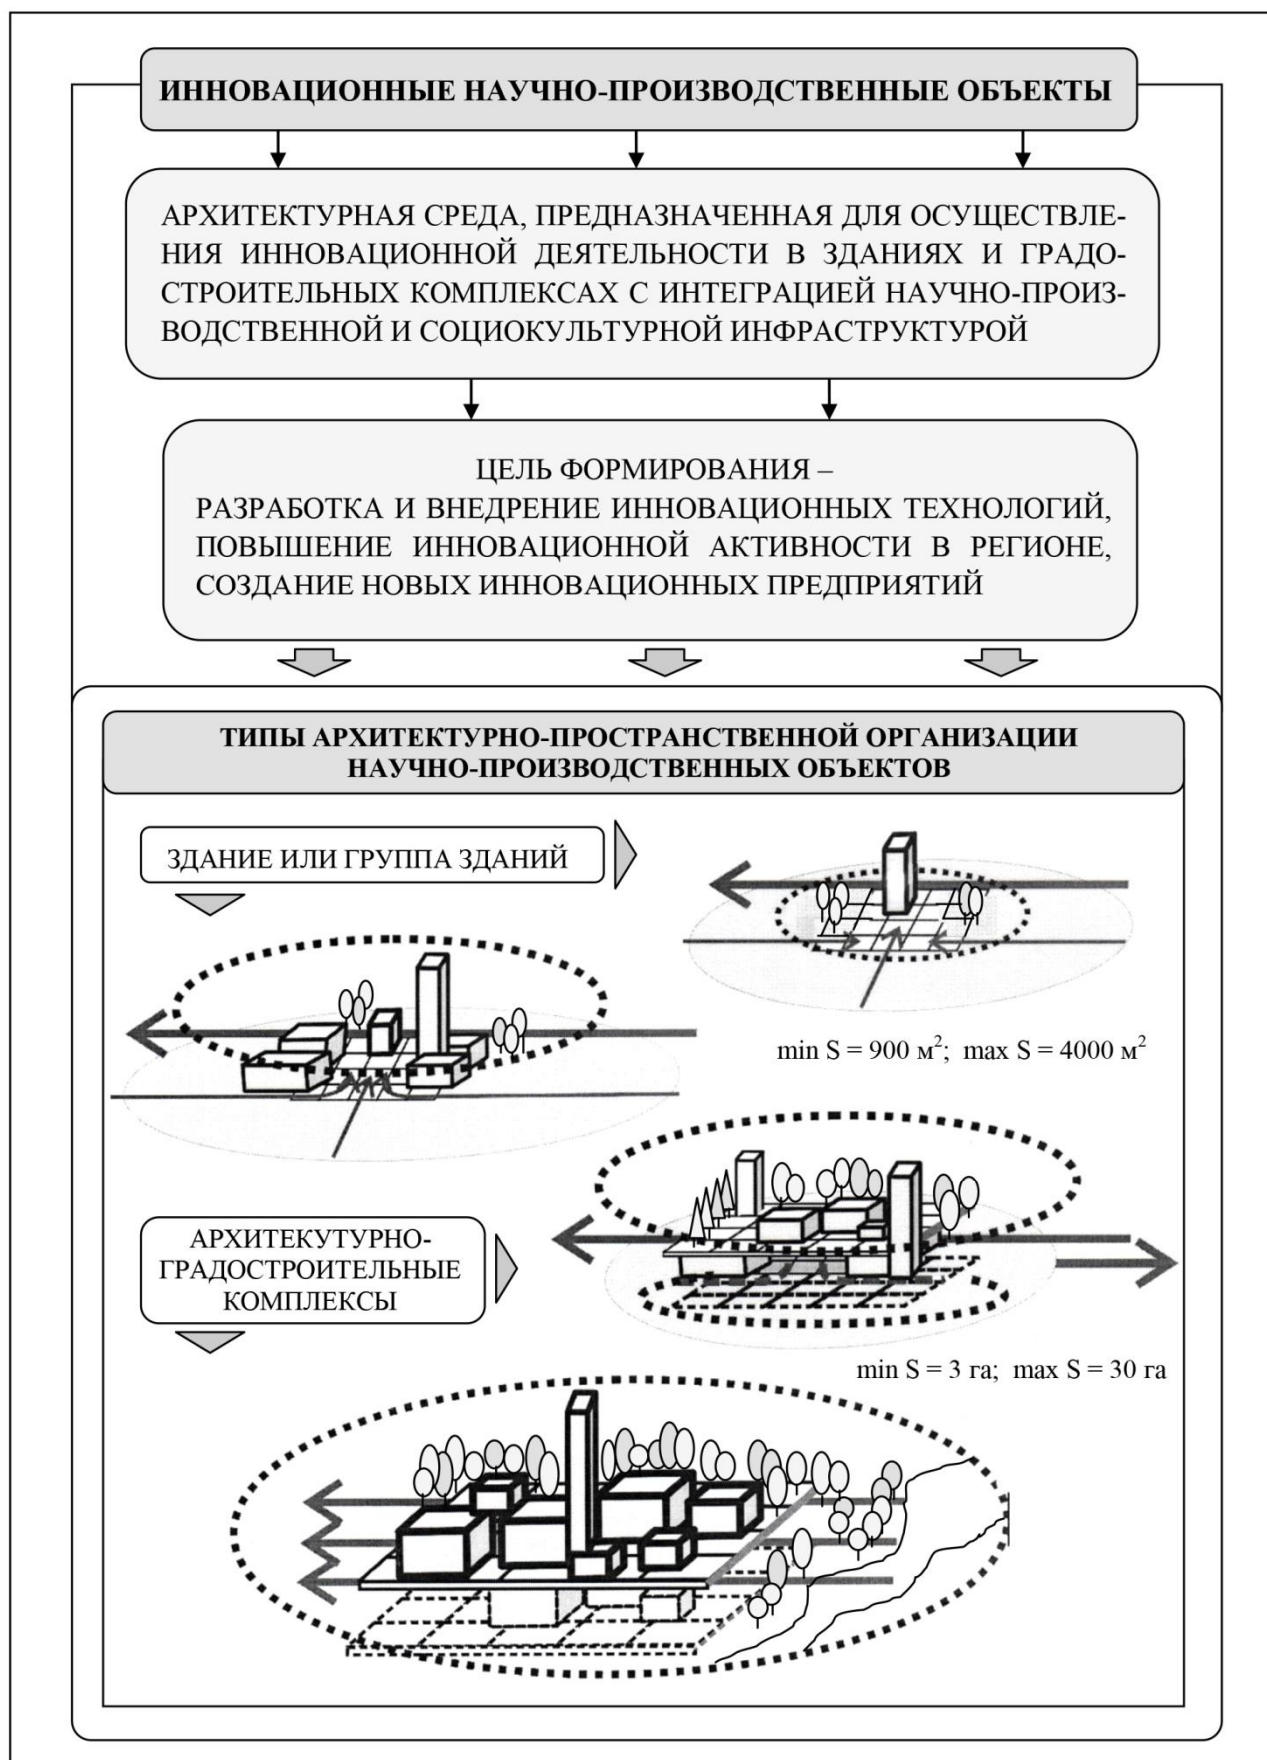 ИННОВАЦИОННЫЕ НАУЧНО-ПРОИЗВОДСТВЕННЫЕ ОБЪЕКТЫ
АРХИТЕКТУРНАЯ СРЕДА, ПРЕДНАЗНАЧЕННАЯ ДЛЯ ОСУЩЕСТВЛЕ-
НИЯ ИННОВАЦИОННОЙ ДЕЯТЕЛЬНОСТИ В ЗДАНИЯХ И ГРАДО-
СТРОИТЕЛЬНЫХ КОМПЛЕКСАХ С ИНТЕГРАЦИЕЙ НАУЧНО-ПРОИЗ-
ВОДСТВЕННОЙ И СОЦИОКУЛЬТУРНОЙ ИНФРАСТРУКТУРОЙ
ЦЕЛЬ ФОРМИРОВАНИЯ –
РАЗРАБОТКА И ВНЕДРЕНИЕ ИННОВАЦИОННЫХ ТЕХНОЛОГИЙ,
ПОВЫШЕНИЕ ИННОВАЦИОННОЙ АКТИВНОСТИ В РЕГИОНЕ,
СОЗДАНИЕ НОВЫХ ИННОВАЦИОННЫХ ПРЕДПРИЯТИЙ
ТИПЫ АРХИТЕКТУРНО-ПРОСТРАНСТВЕННОЙ ОРГАНИЗАЦИИ
НАУЧНО-ПРОИЗВОДСТВЕННЫХ ОБЪЕКТОВ
ЗДАНИЕ ИЛИ ГРУППА ЗДАНИЙ
min S = 900 м²; max S = 4000 м²
АРХИТЕКУТУРНО-
ГРАДОСТРОИТЕЛЬНЫЕ
КОМПЛЕКСЫ
min S = 3 га; max S = 30 га